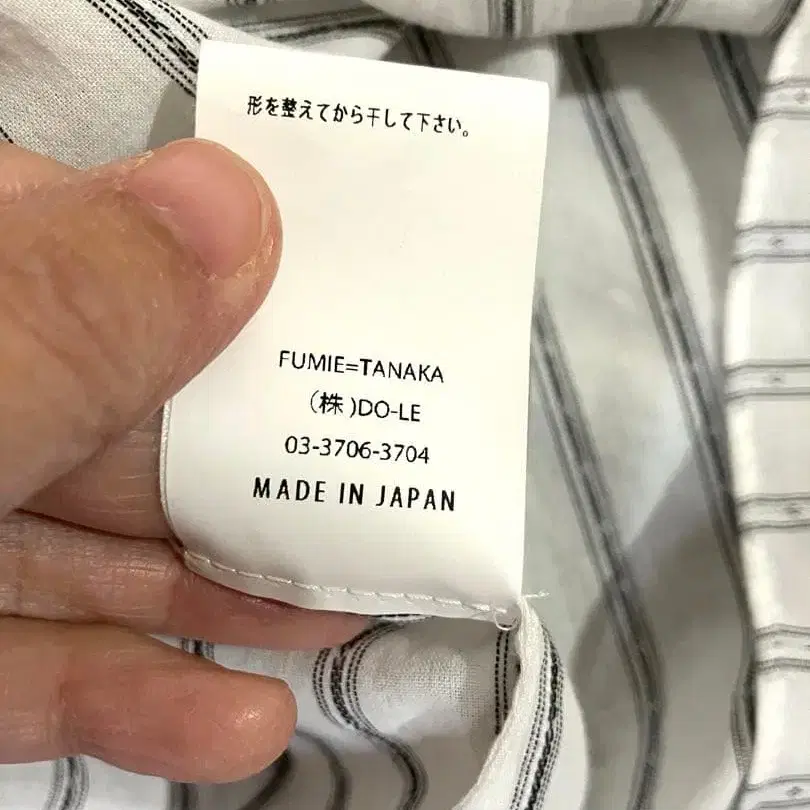 形を整えてから干して下さい。
FUMIE=TANAKA
(株)DO-LE
03-3706-3704
MADE IN JAPAN